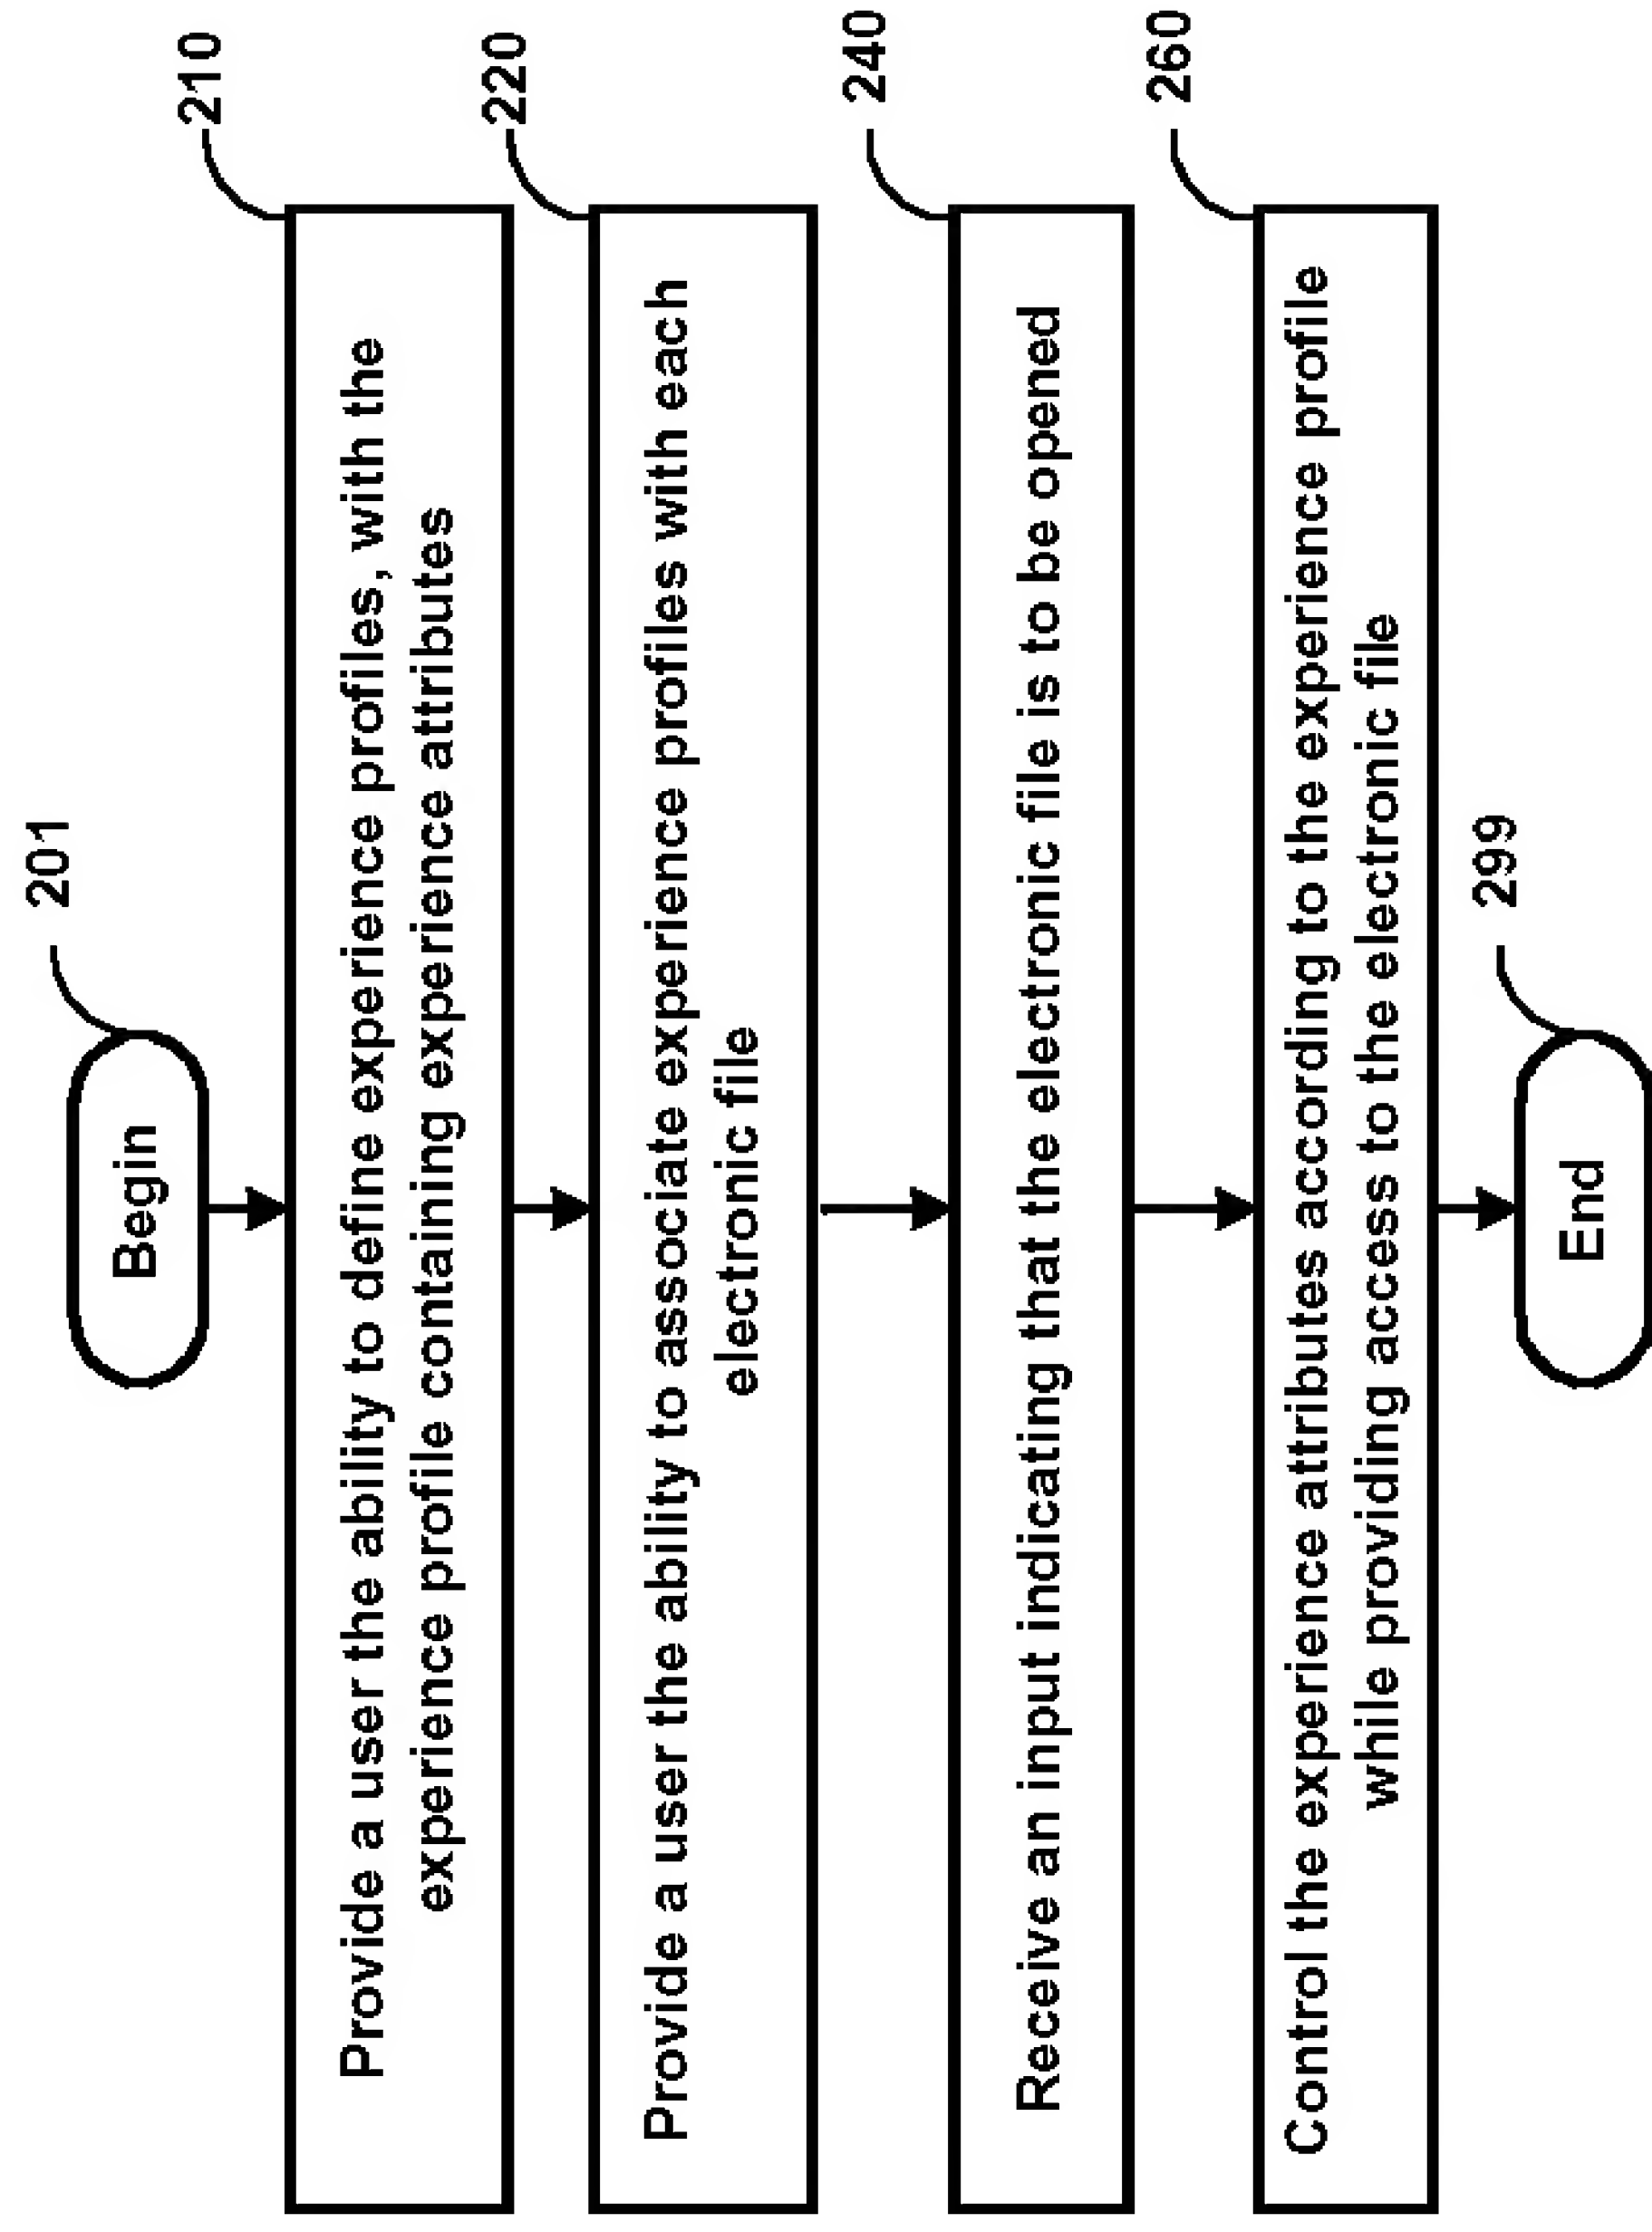 201
Begin
210
Provide a user the ability to define experience profiles, with the
experience profile containing experience attributes
220
Provide a user the ability to associate experience profiles with each
electronic file
240
Receive an input indicating that the electronic file is to be opened
260
Control the experience attributes according to the experience profile
while providing access to the electronic file
299
End